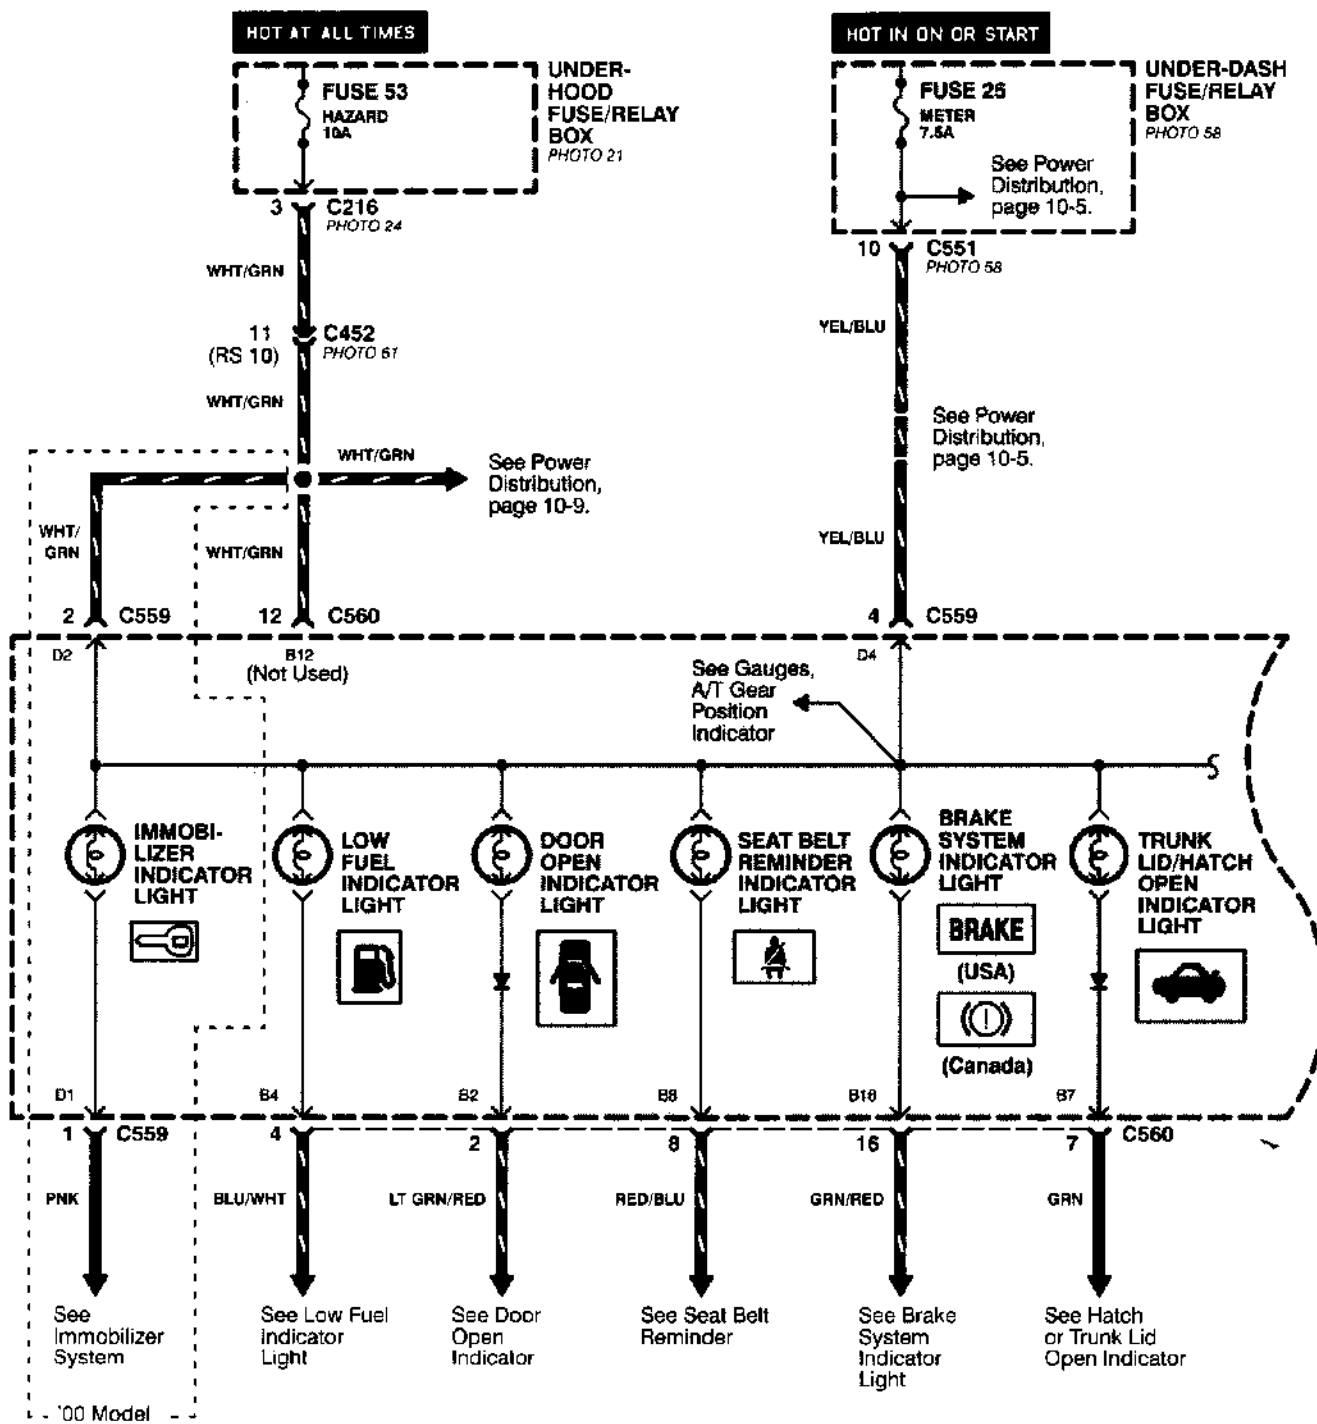 HOT AT ALL TIMES
HOT IN ON OR START
FUSE 53
HAZARD
10A
UNDER-
HOOD
FUSE/RELAY
BOX
PHOTO 21
FUSE 25
METER
7.5A
See Power
Distribution,
page 10-5.
UNDER-DASH
FUSE/RELAY
BOX
PHOTO 58
3
C216
PHOTO 24
10
C551
PHOTO 58
WHT/GRN
YEL/BLU
11
(RS 10)
C452
PHOTO 61
WHT/GRN
See Power
Distribution,
page 10-5.
WHT/GRN
See Power
Distribution,
page 10-9.
WHT/
GRN
WHT/GRN
YEL/BLU
2
C559
12
C560
4
C559
D2
B12
(Not Used)
D4
See Gauges,
A/T Gear
Position
Indicator
IMMOBI-
LIZER
INDICATOR
LIGHT
LOW
FUEL
INDICATOR
LIGHT
DOOR
OPEN
INDICATOR
LIGHT
SEAT BELT
REMINDER
INDICATOR
LIGHT
BRAKE
SYSTEM
INDICATOR
LIGHT
BRAKE
(USA)
(Canada)
TRUNK
LID/HATCH
OPEN
INDICATOR
LIGHT
D1
B4
B2
B8
B16
B7
1
C559
4
2
8
16
7
C560
PNK
BLU/WHT
LT GRN/RED
RED/BLU
GRN/RED
GRN
See
Immobilizer
System
See Low Fuel
Indicator
Light
See Door
Open
Indicator
See Seat Belt
Reminder
See Brake
System
Indicator
Light
See Hatch
or Trunk Lid
Open Indicator
'00 Model